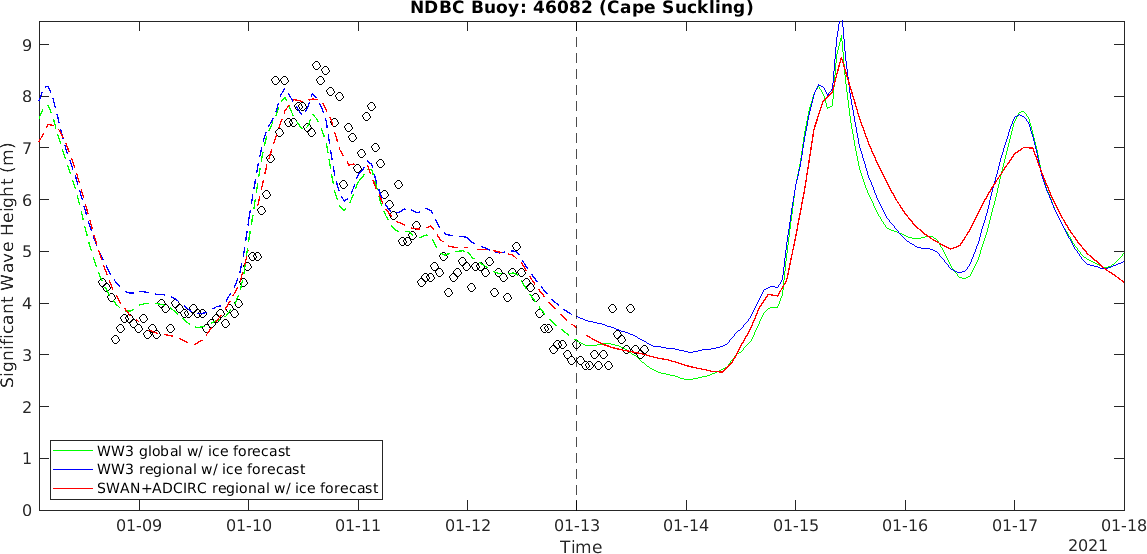 NDBC Buoy: 46082 (Cape Suckling)
Significant Wave Height (m)
9
8
7
6
5
4
3
2
1
0
WW3 global w/ ice forecast
WW3 regional w/ ice forecast
SWAN+ADCIRC regional w/ ice forecast
01-09 01-10 01-11 01-12 01-13 01-14 01-15 01-16 01-17 01-18
Time
2021